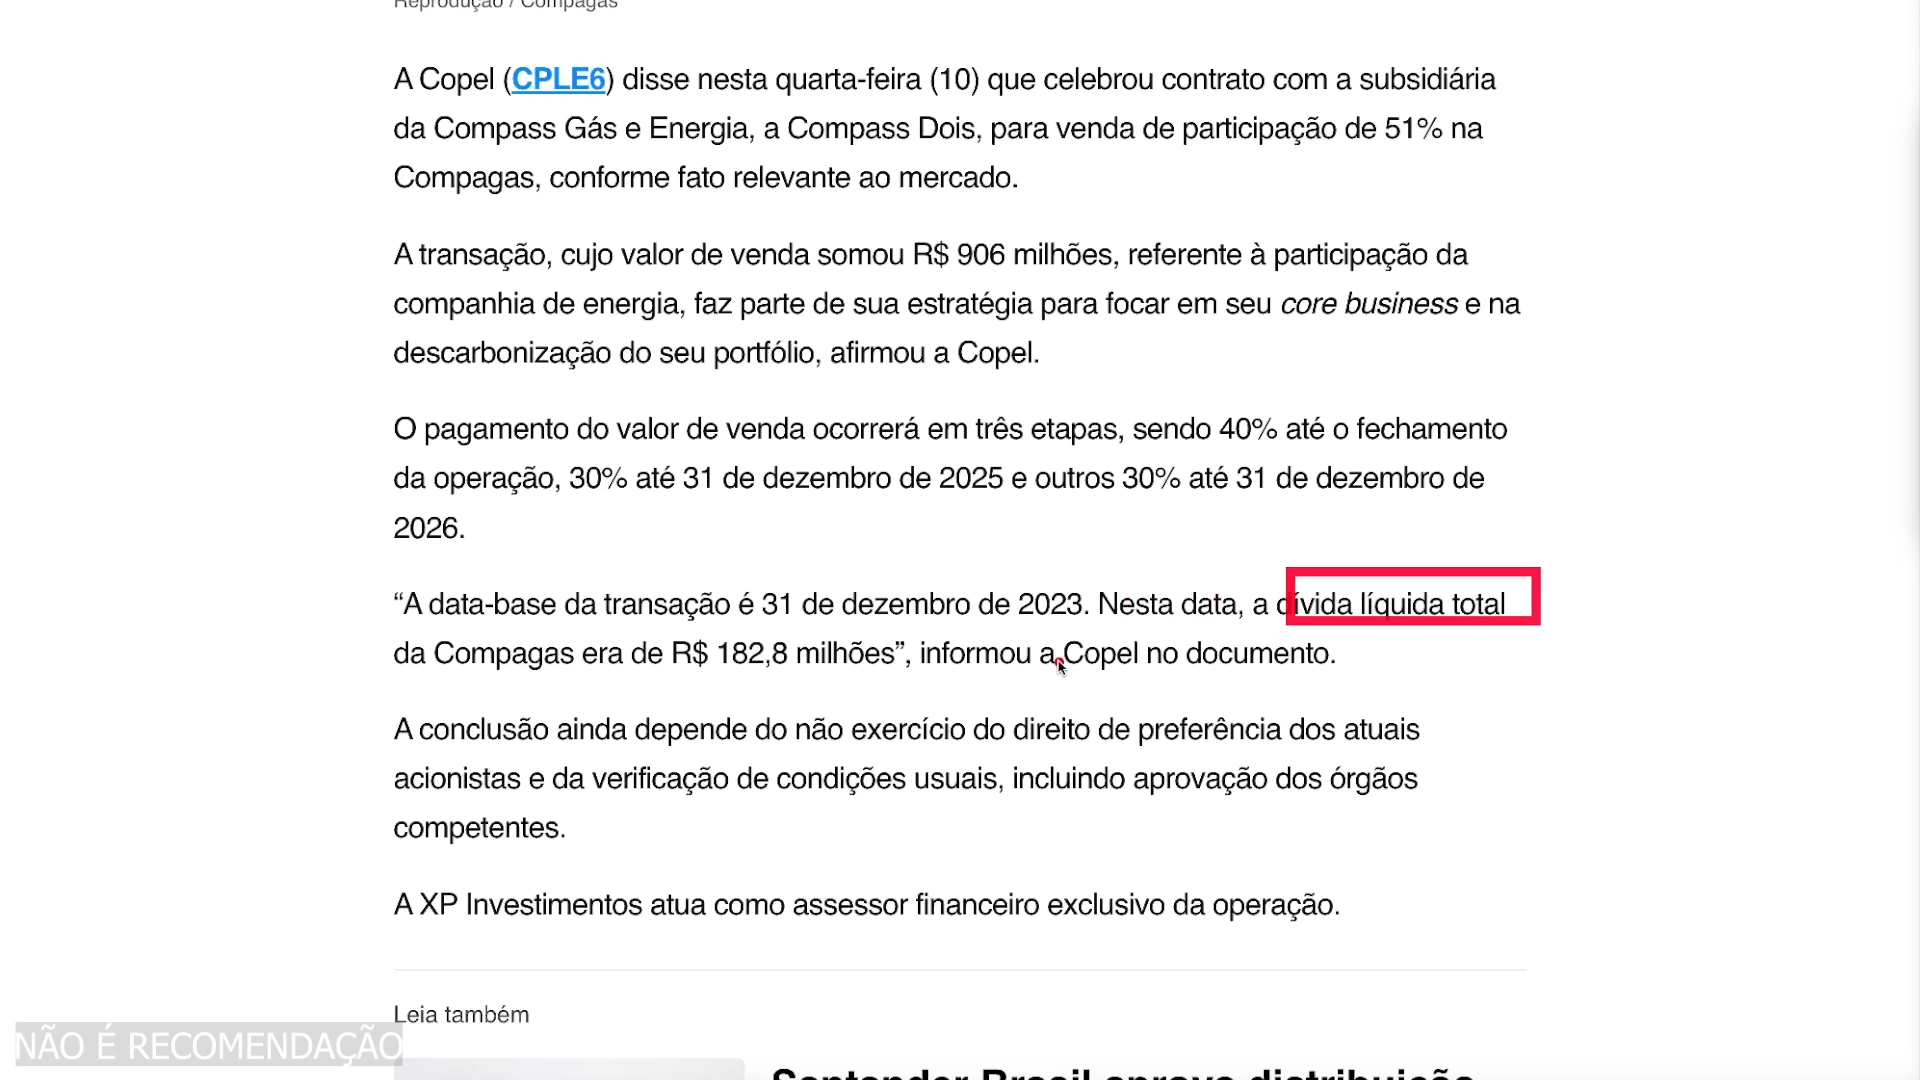 Reprodução / Compagas
A Copel (CPLE6) disse nesta quarta-feira (10) que celebrou contrato com a subsidiária
da Compass Gás e Energia, a Compass Dois, para venda de participação de 51% na
Compagas, conforme fato relevante ao mercado.
A transação, cujo valor de venda somou R$ 906 milhões, referente à participação da
companhia de energia, faz parte de sua estratégia para focar em seu core business e na
descarbonização do seu portfólio, afirmou a Copel.
O pagamento do valor de venda ocorrerá em três etapas, sendo 40% até o fechamento
da operação, 30% até 31 de dezembro de 2025 e outros 30% até 31 de dezembro de
2026.
“A data-base da transação é 31 de dezembro de 2023. Nesta data, a dívida líquida total
da Compagas era de R$ 182,8 milhões”, informou a Copel no documento.
A conclusão ainda depende do não exercício do direito de preferência dos atuais
acionistas e da verificação de condições usuais, incluindo aprovação dos órgãos
competentes.
A XP Investimentos atua como assessor financeiro exclusivo da operação.
Leia também
NÃO É RECOMENDAÇÃO
Santander Brasil aprova distribuição